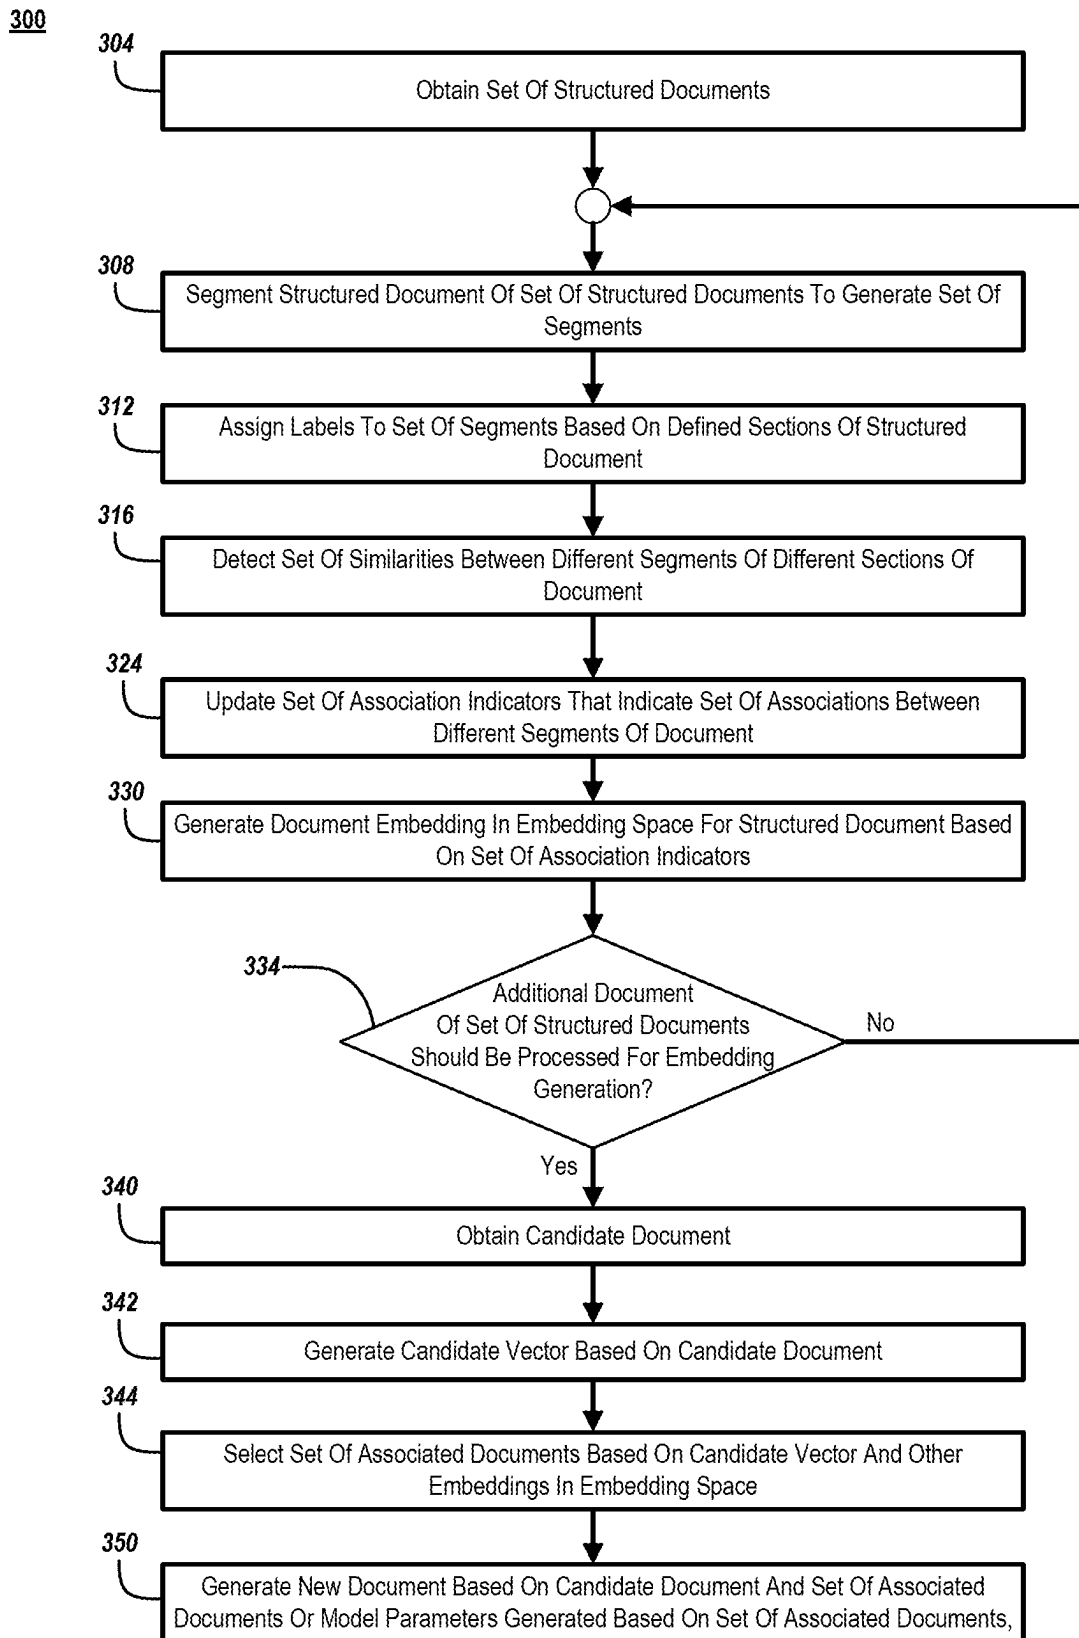 300
304
Obtain Set Of Structured Documents
308
Segment Structured Document Of Set Of Structured Documents To Generate Set Of
Segments
312
Assign Labels To Set Of Segments Based On Defined Sections Of Structured
Document
316
Detect Set Of Similarities Between Different Segments Of Different Sections Of
Document
324
Update Set Of Association Indicators That Indicate Set Of Associations Between
Different Segments Of Document
330
Generate Document Embedding In Embedding Space For Structured Document Based
On Set Of Association Indicators
334
Additional Document
Of Set Of Structured Documents
Should Be Processed For Embedding
Generation?
No
Yes
340
Obtain Candidate Document
342
Generate Candidate Vector Based On Candidate Document
344
Select Set Of Associated Documents Based On Candidate Vector And Other
Embeddings In Embedding Space
350
Generate New Document Based On Candidate Document And Set Of Associated
Documents Or Model Parameters Generated Based On Set Of Associated Documents,